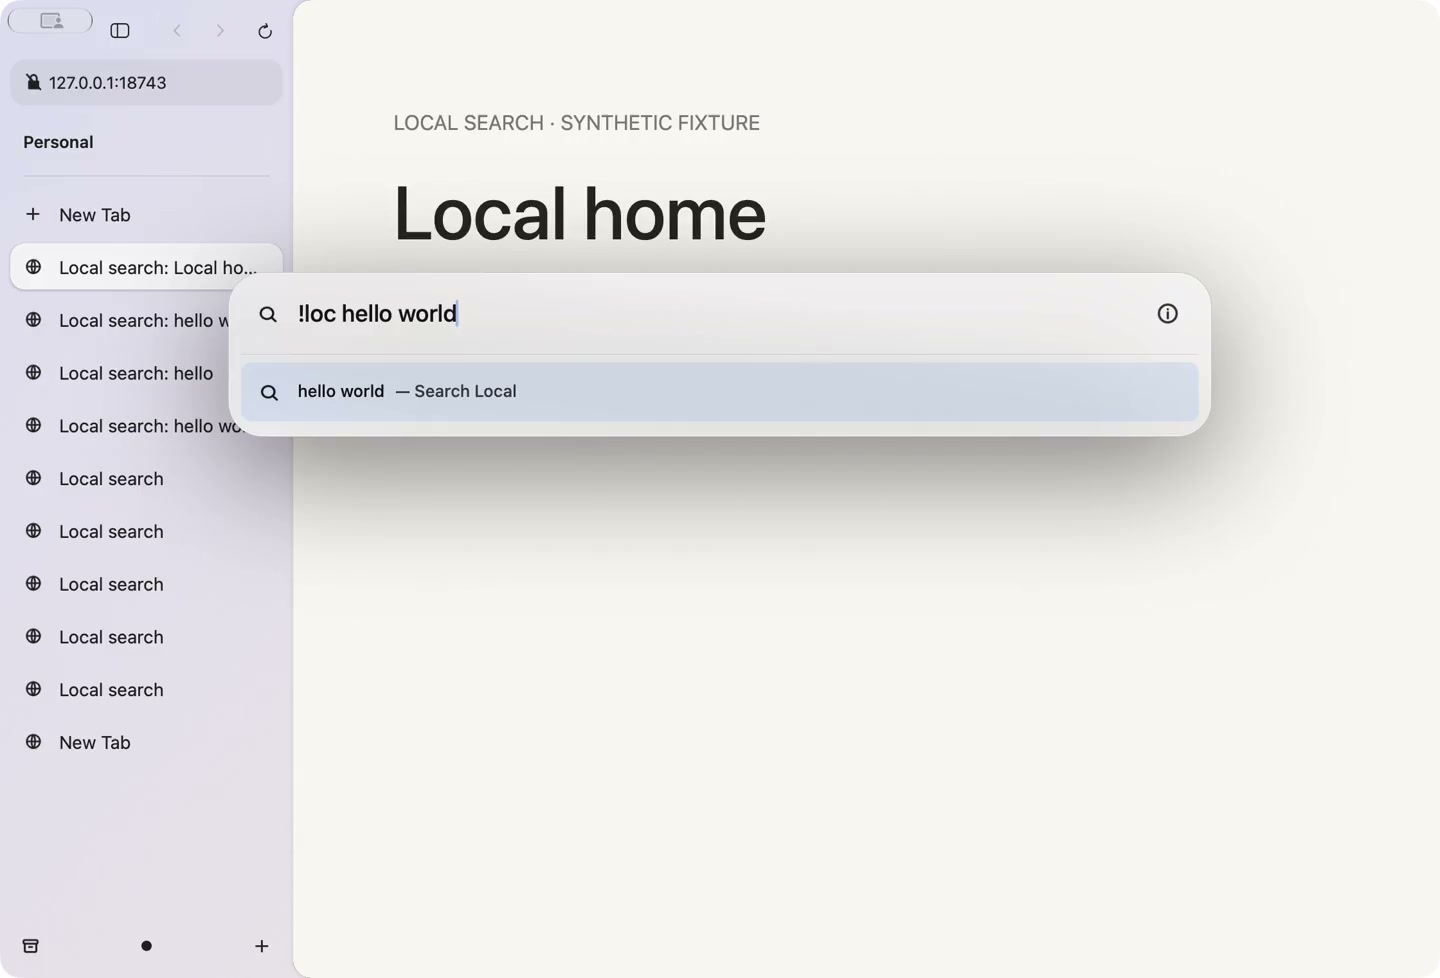 127.0.0.1:18743
Personal
New Tab
Local search: Local ho...
Local search: hello w
Local search: hello
Local search: hello wo
Local search
Local search
Local search
Local search
Local search
New Tab
LOCAL SEARCH · SYNTHETIC FIXTURE
Local home
!loc hello world
hello world — Search Local